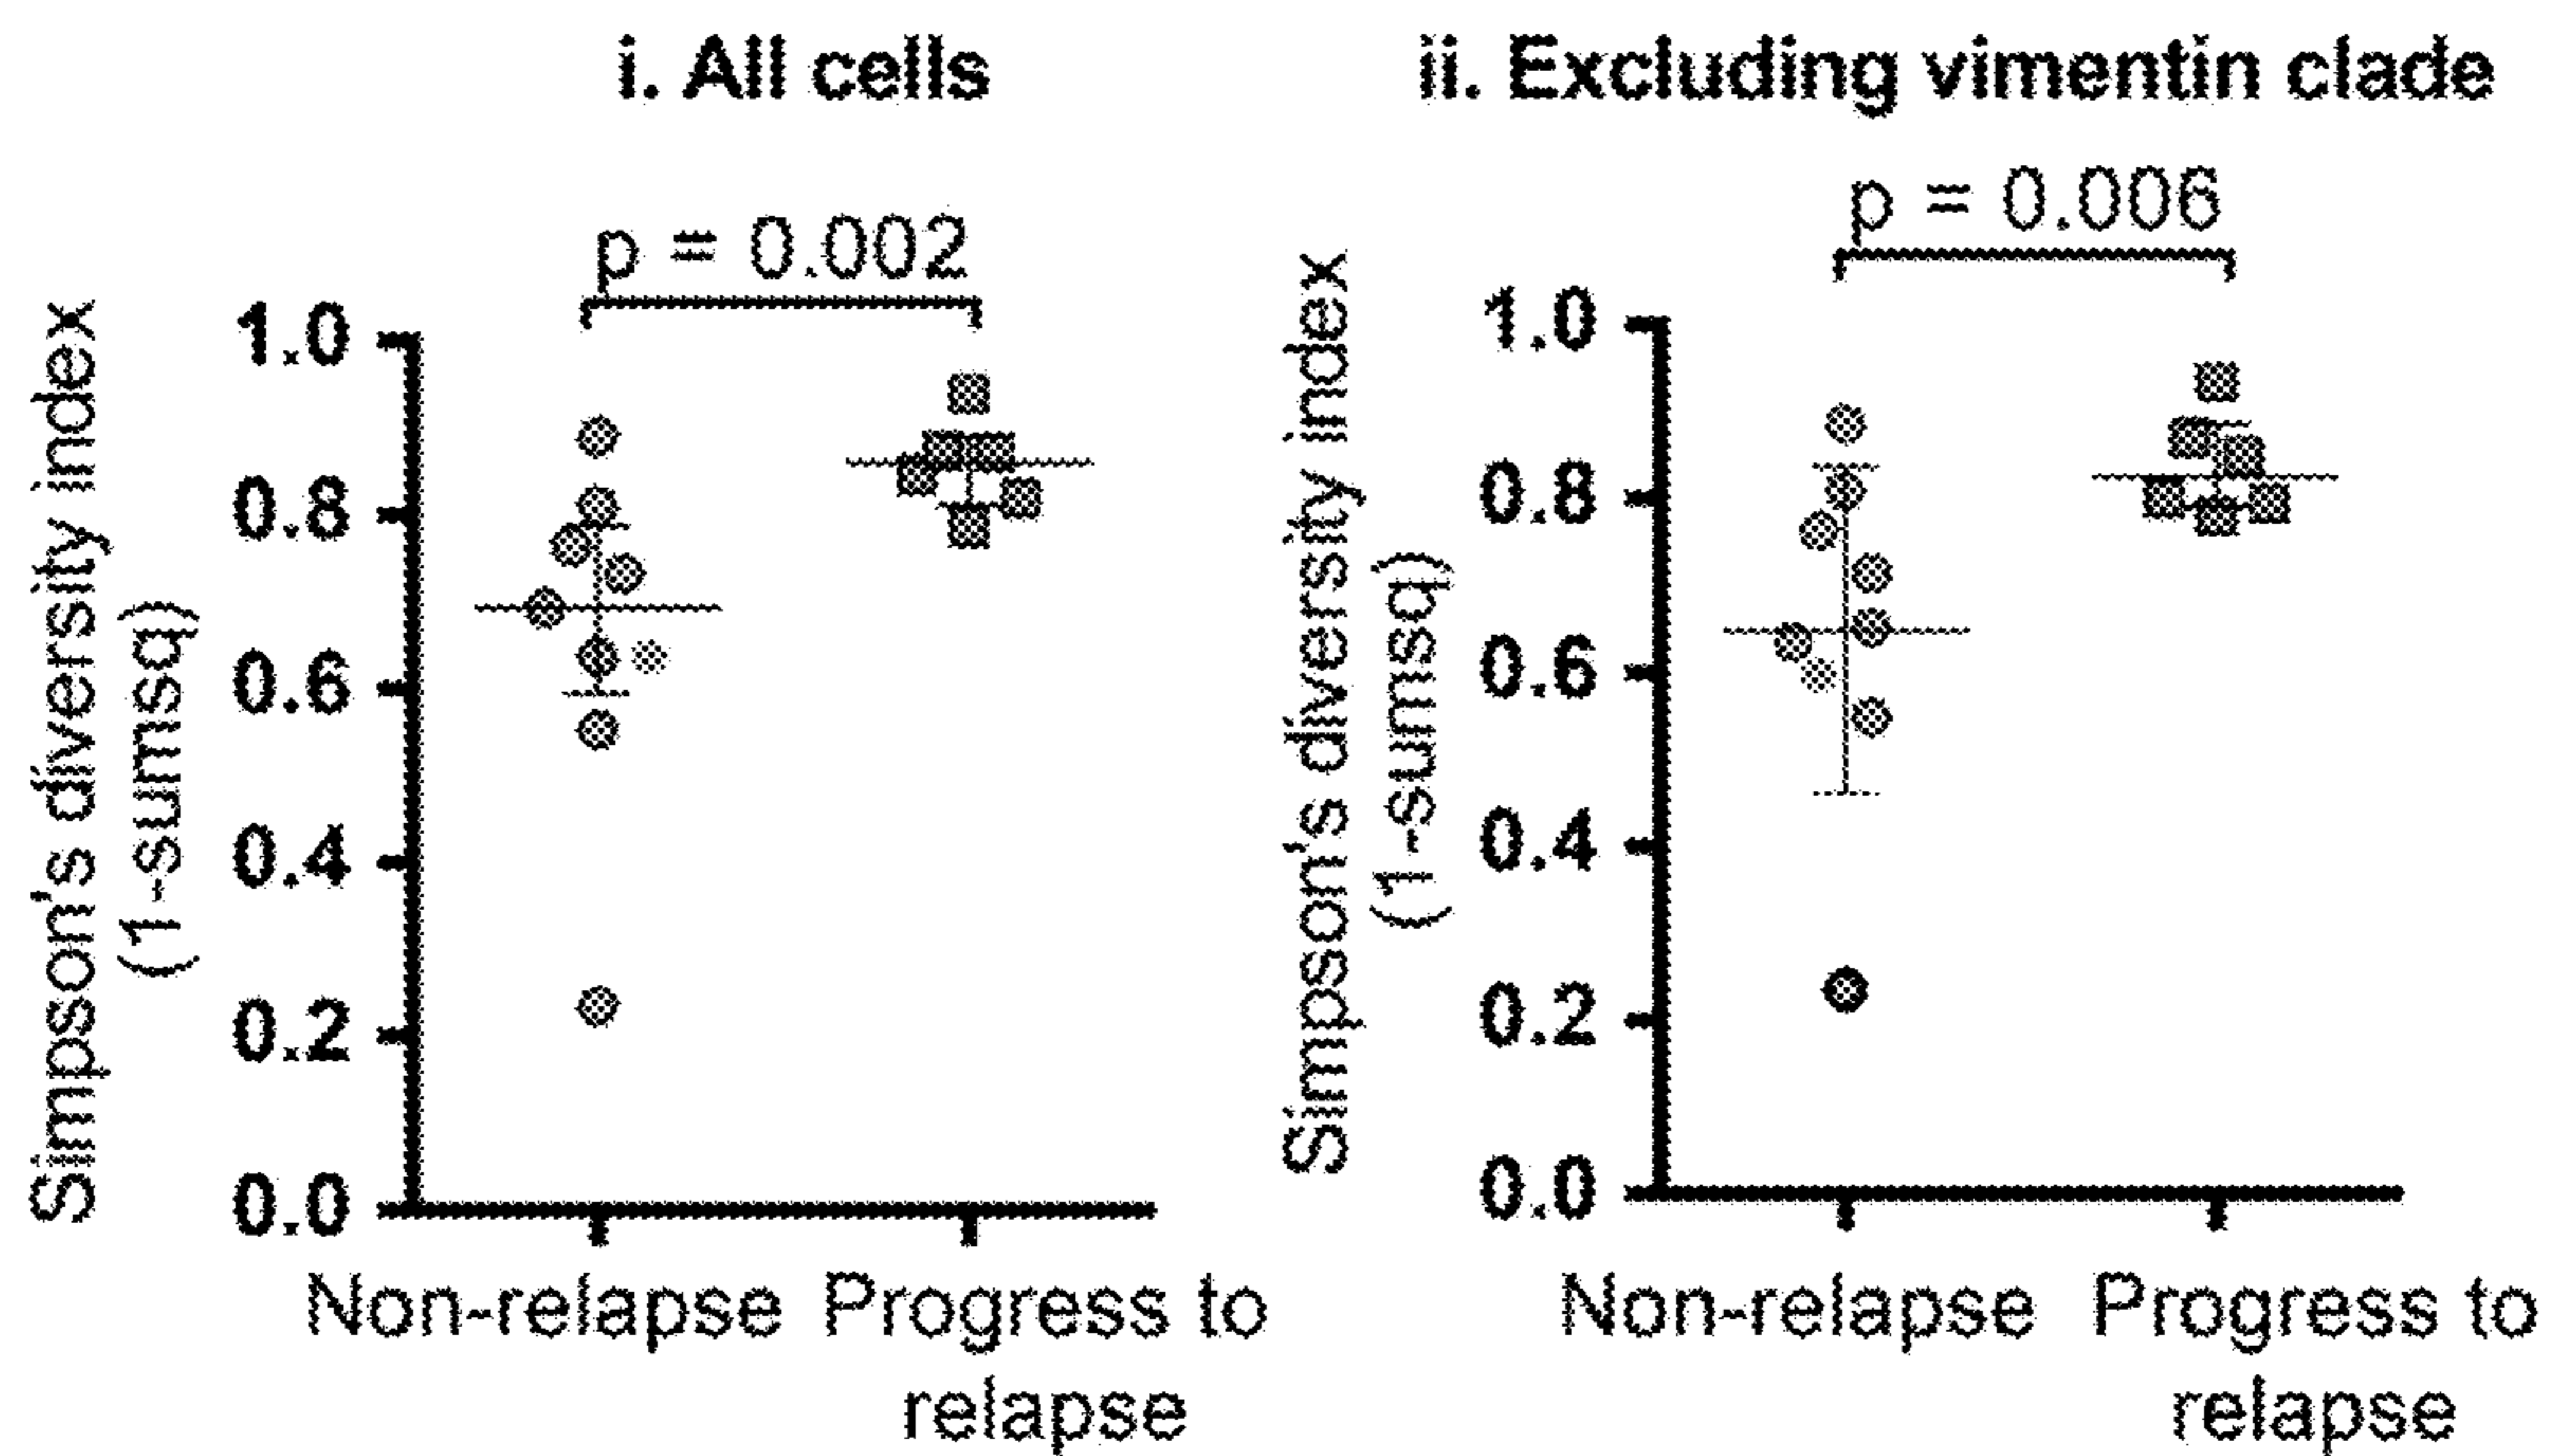 i. All cells
p = 0.002
Simpson's diversity index
(1-sumsq)
1.0
0.8
0.6
0.4
0.2
0.0
Non-relapse
Progress to
relapse
ii. Excluding vimentin clade
p = 0.006
Simpson's diversity index
(1-sumsq)
1.0
0.8
0.6
0.4
0.2
0.0
Non-relapse
Progress to
relapse